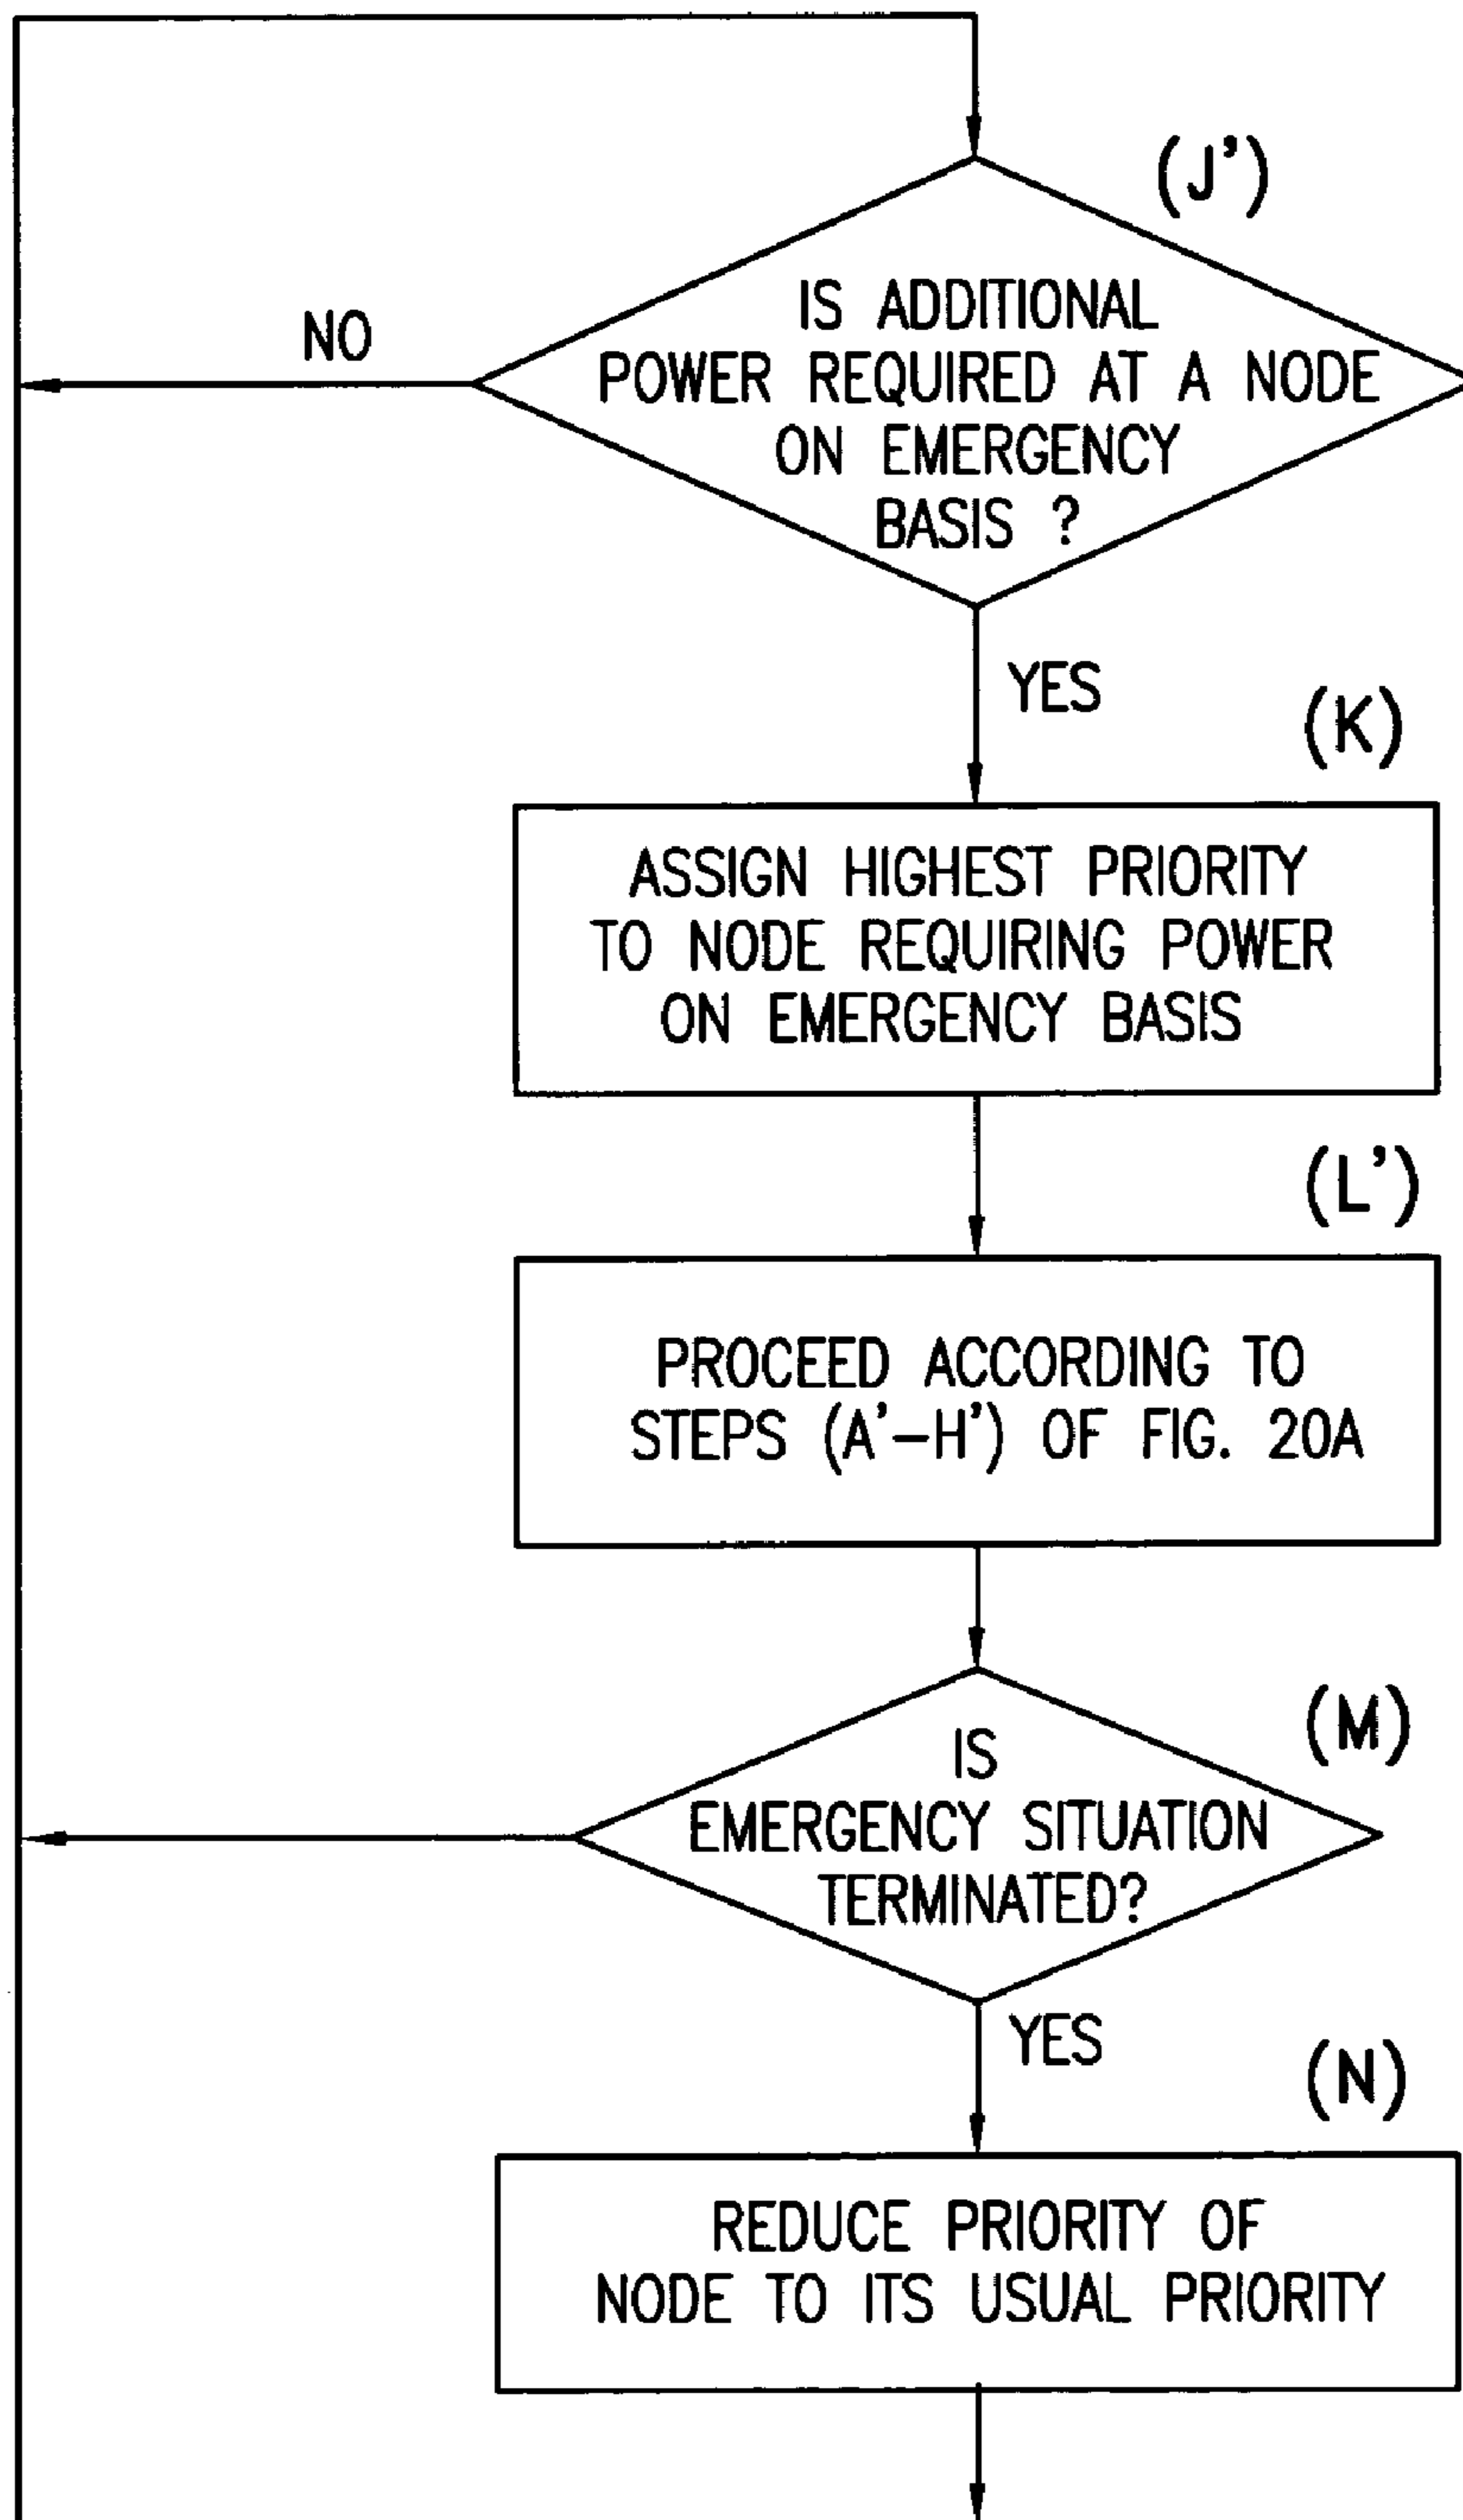 (J')
IS ADDITIONAL
POWER REQUIRED AT A NODE
ON EMERGENCY
BASIS ?
NO
YES
(K)
ASSIGN HIGHEST PRIORITY
TO NODE REQUIRING POWER
ON EMERGENCY BASIS
(L')
PROCEED ACCORDING TO
STEPS (A'–H') OF FIG. 20A
(M)
IS
EMERGENCY SITUATION
TERMINATED?
YES
(N)
REDUCE PRIORITY OF
NODE TO ITS USUAL PRIORITY